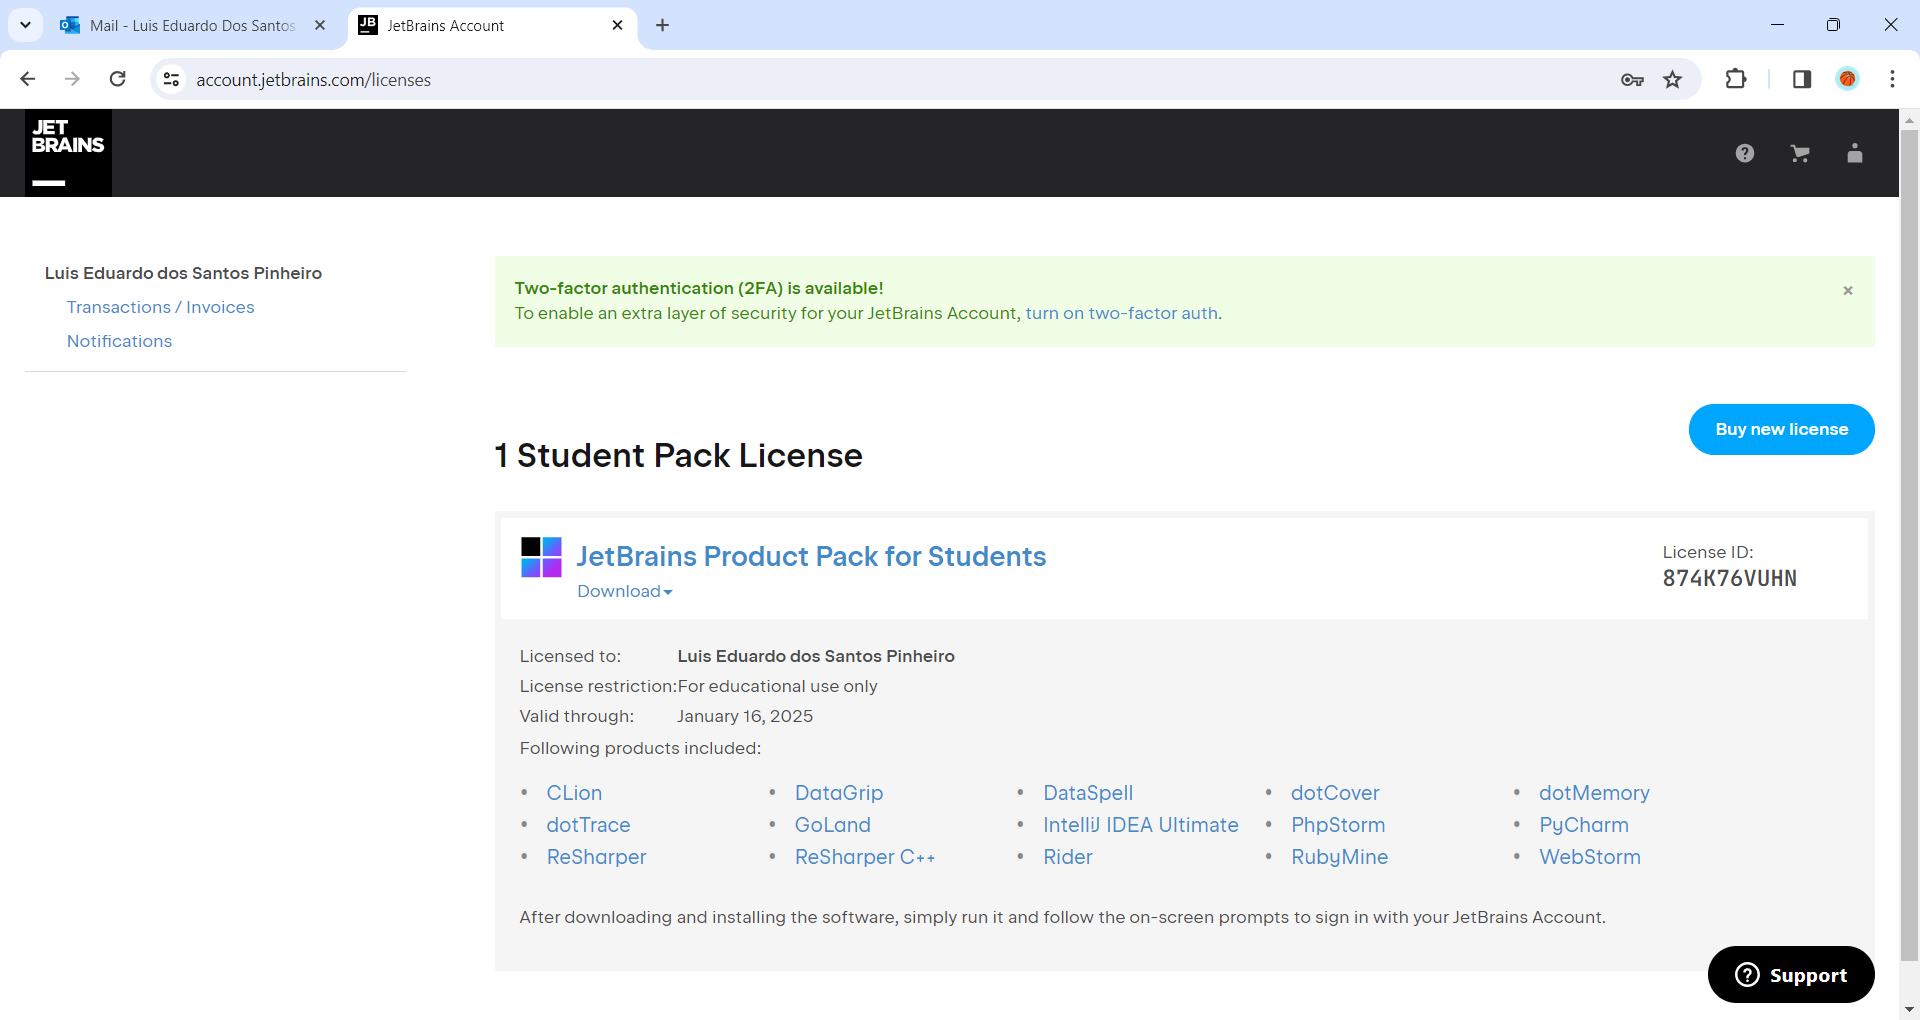 Mail - Luis Eduardo Dos Santos
JB JetBrains Account
account.jetbrains.com/licenses
JET
BRAINS
Luis Eduardo dos Santos Pinheiro
Transactions / Invoices
Notifications
Two-factor authentication (2FA) is available!
To enable an extra layer of security for your JetBrains Account, turn on two-factor auth.
Buy new license
1 Student Pack License
JetBrains Product Pack for Students
Download
License ID:
874K76VUHN
Licensed to: Luis Eduardo dos Santos Pinheiro
License restriction:For educational use only
Valid through: January 16, 2025
Following products included:
• CLion • DataGrip • DataSpell • dotCover • dotMemory
• dotTrace • GoLand • IntelliJ IDEA Ultimate • PhpStorm • PyCharm
• ReSharper • ReSharper C++ • Rider • RubyMine • WebStorm
After downloading and installing the software, simply run it and follow the on-screen prompts to sign in with your JetBrains Account.
Support